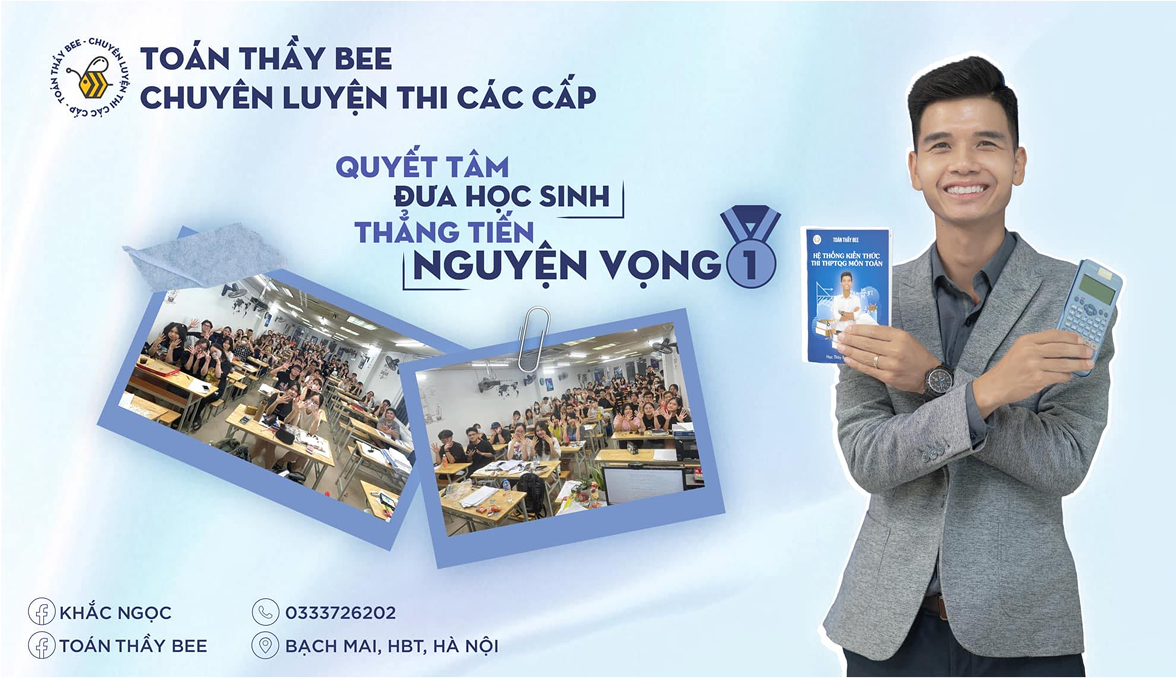 TOÁN THẦY BEE - CHUYÊN LUYỆN THI CÁC CẤP -
TOÁN THẦY BEE
CHUYÊN LUYỆN THI CÁC CẤP
QUYẾT TÂM
ĐƯA HỌC SINH
THẲNG TIẾN
NGUYỆN VỌNG 1
TOÁN THẦY BEE
HỆ THỐNG KIẾN THỨC
THI THPTQG MÔN TOÁN
Học Thầy
KHẮC NGỌC
0333726202
TOÁN THẦY BEE
BẠCH MAI, HBT, HÀ NỘI